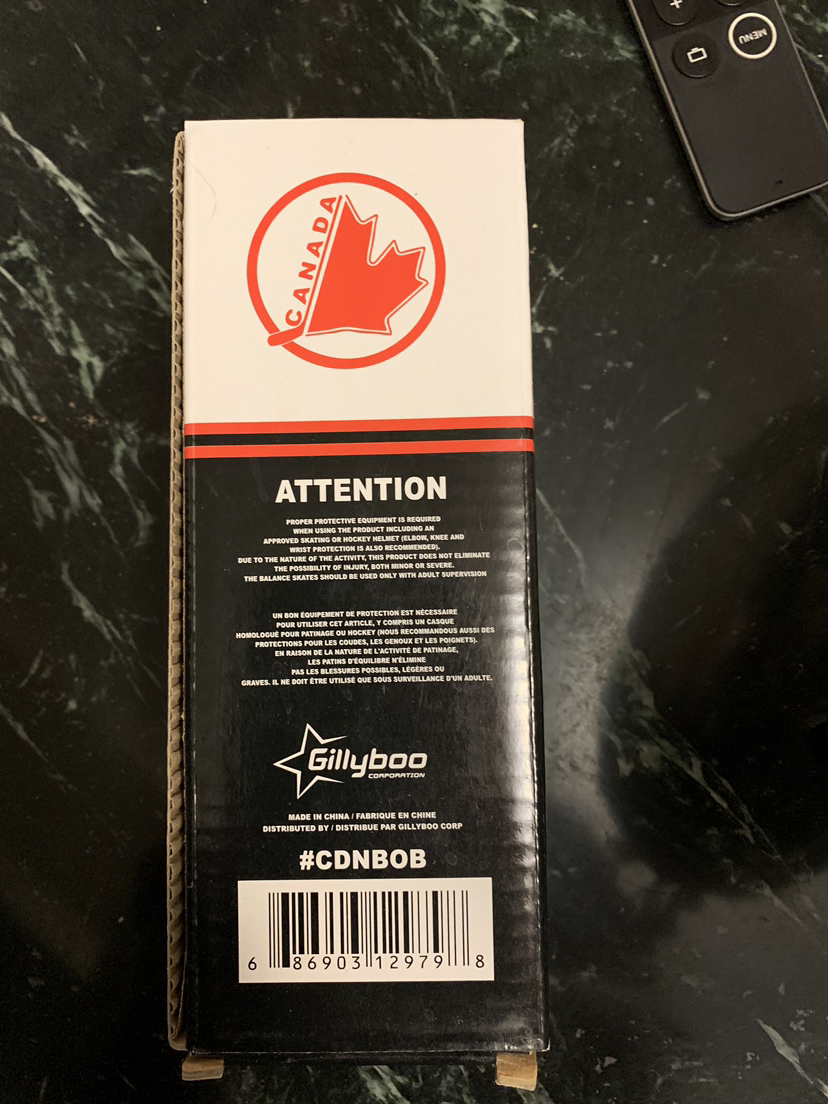 MENU
CANADA
ATTENTION
PROPER PROTECTIVE EQUIPMENT IS REQUIRED
WHEN USING THE PRODUCT INCLUDING AN
APPROVED SKATING OR HOCKEY HELMET (ELBOW, KNEE AND
WRIST PROTECTION IS ALSO RECOMMENDED).
DUE TO THE NATURE OF THE ACTIVITY, THIS PRODUCT DOES NOT ELIMINATE
THE POSSIBILITY OF INJURY, BOTH MINOR OR SEVERE.
THE BALANCE SKATES SHOULD BE USED ONLY WITH ADULT SUPERVISION
UN BON ÉQUIPEMENT DE PROTECTION EST NÉCESSAIRE
POUR UTILISER CET ARTICLE, Y COMPRIS UN CASQUE
HOMOLOGUÉ POUR PATINAGE OU HOCKEY (NOUS RECOMMANDOUS AUSSI DES
PROTECTIONS POUR LES COUDES, LES GENOUX ET LES POIGNETS).
EN RAISON DE LA NATURE DE L'ACTIVITÉ DE PATINAGE,
LES PATINS D'ÉQUILIBRE N'ÉLIMINE
PAS LES BLESSURES POSSIBLES, LÉGÈRES OU
GRAVES. IL NE DOIT ÊTRE UTILISÉ QUE SOUS SURVEILLANCE D'UN ADULTE.
Gillyboo
CORPORATION
MADE IN CHINA / FABRIQUE EN CHINE
DISTRIBUTED BY / DISTRIBUE PAR GILLYBOO CORP
#CDNBOB
6 86903 12979 8